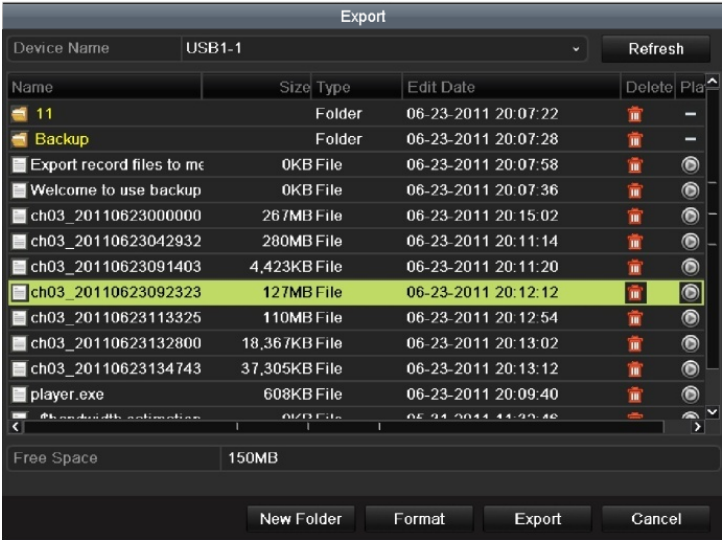 Export
Device Name USB1-1 Refresh
Name Size Type Edit Date Delete Pla
11 Folder 06-23-2011 20:07:22 –
Backup Folder 06-23-2011 20:07:28 –
Export record files to me 0KB File 06-23-2011 20:07:58
Welcome to use backup 0KB File 06-23-2011 20:07:36
ch03_20110623000000 267MB File 06-23-2011 20:15:02
ch03_20110623042932 280MB File 06-23-2011 20:11:14
ch03_20110623091403 4,423KB File 06-23-2011 20:11:20
ch03_20110623092323 127MB File 06-23-2011 20:12:12
ch03_20110623113325 110MB File 06-23-2011 20:12:54
ch03_20110623132800 18,367KB File 06-23-2011 20:13:02
ch03_20110623134743 37,305KB File 06-23-2011 20:13:12
player.exe 608KB File 06-23-2011 20:09:40
Free Space 150MB
New Folder Format Export Cancel